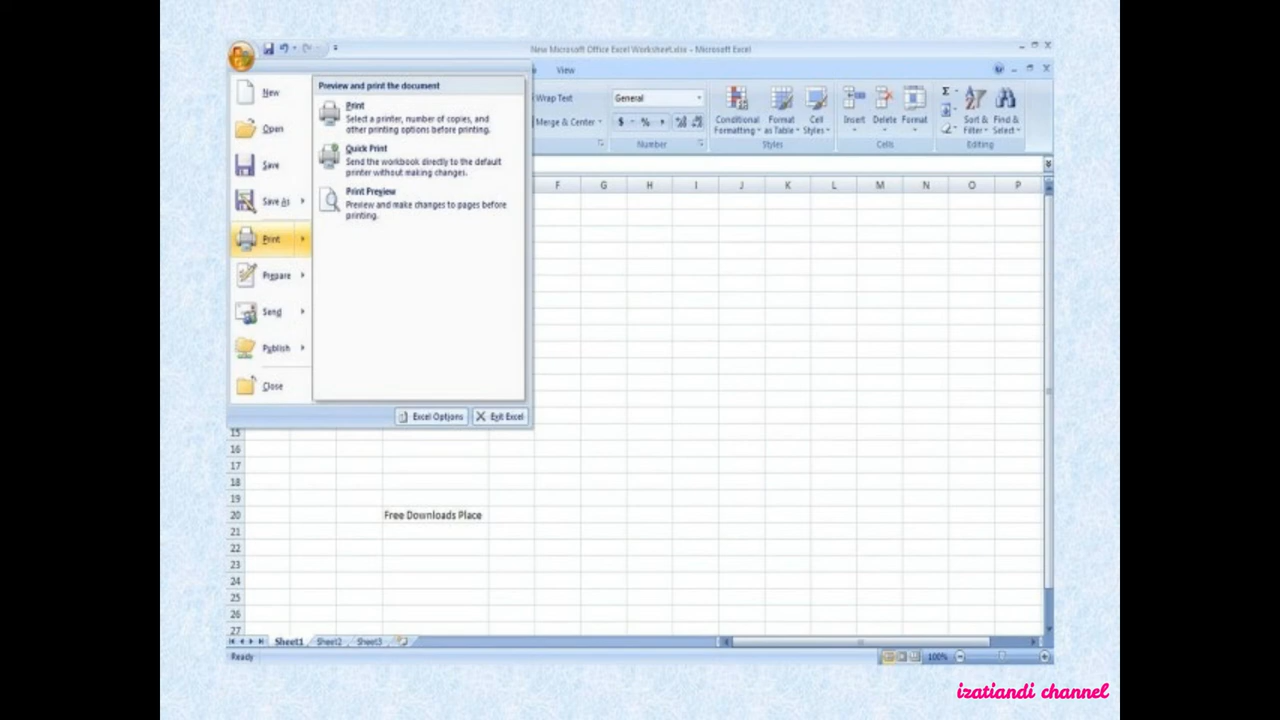 New Microsoft Office Excel Worksheet.xlsx - Microsoft Excel
View
New
Open
Save
Save As
Print
Prepare
Send
Publish
Close
Preview and print the document
Print
Select a printer, number of copies, and
other printing options before printing.
Quick Print
Send the workbook directly to the default
printer without making changes.
Print Preview
Preview and make changes to pages before
printing.
Excel Options
Exit Excel
Wrap Text
Merge & Center
General
$ % ,
Number
Conditional
Formatting
Format
as Table
Cell
Styles
Styles
Insert
Delete
Format
Cells
Σ
Sort &
Filter
Find &
Select
Editing
F G H I J K L M N O P
15
16
17
18
19
20 Free Downloads Place
21
22
23
24
25
26
27
Sheet1 Sheet2 Sheet3
Ready
100%
izatiandi channel